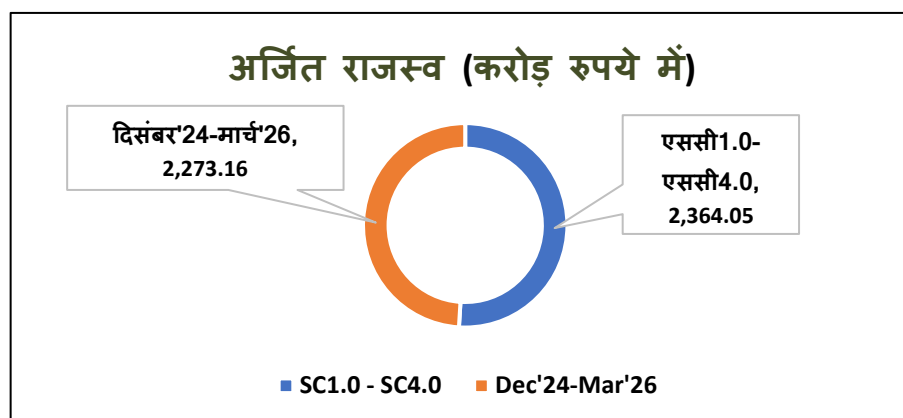 अर्जित राजस्व (करोड़ रुपये में)
दिसंबर'24-मार्च'26,
2,273.16
एससी1.0-
एससी4.0,
2,364.05
SC1.0 - SC4.0
Dec'24-Mar'26